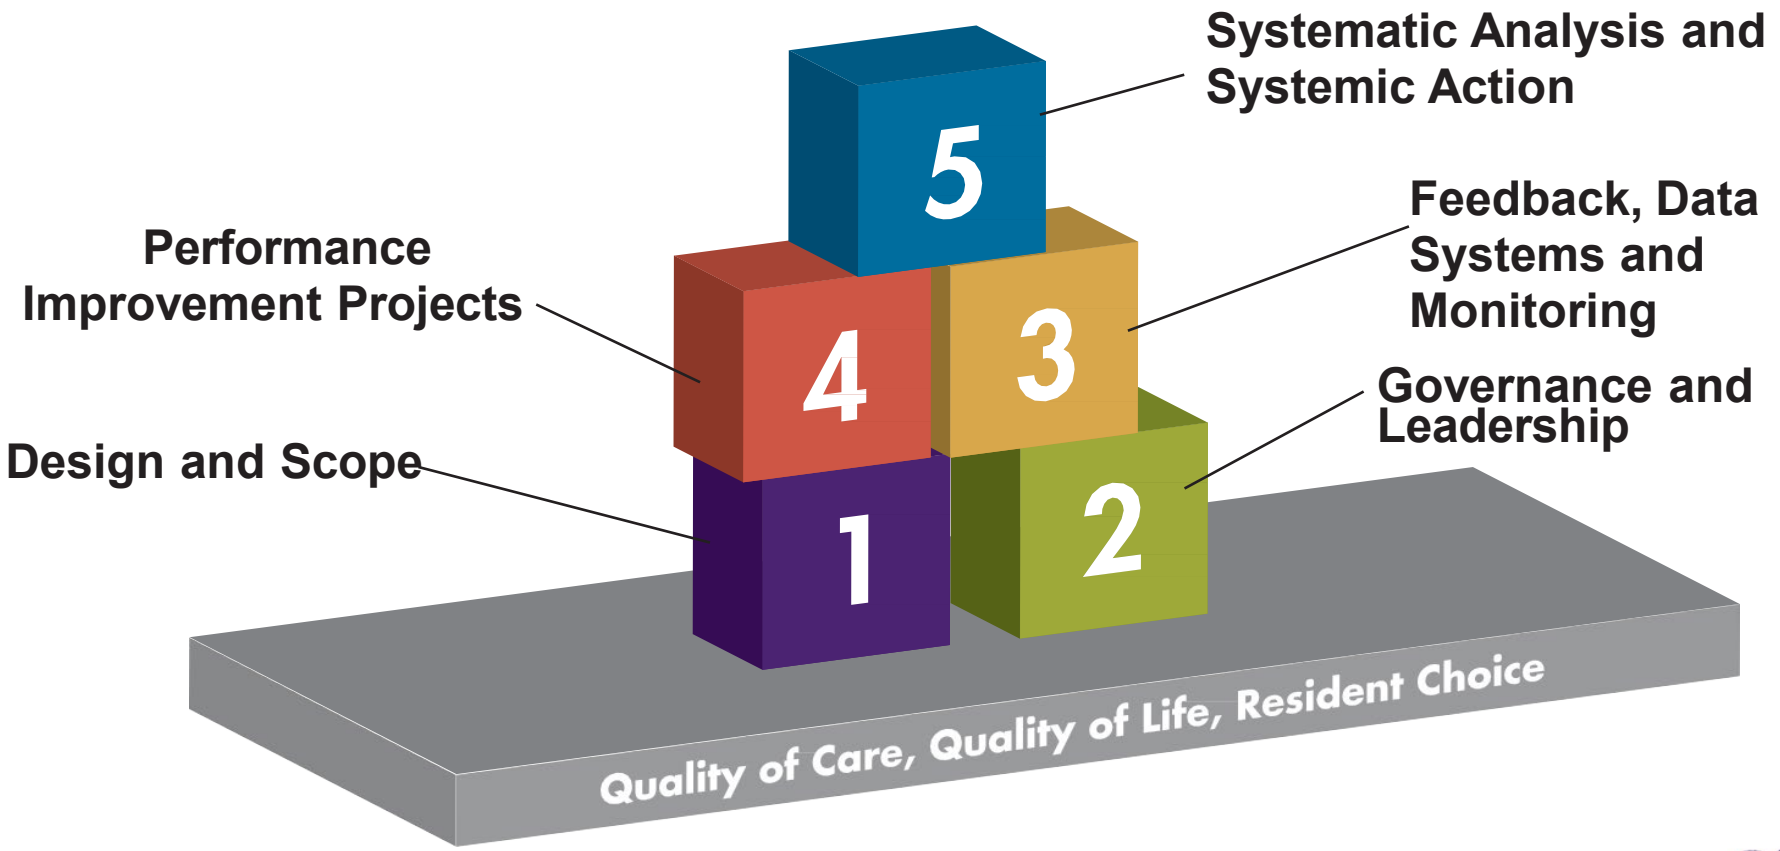 Systematic Analysis and
Systemic Action
5
Feedback, Data
Systems and
Monitoring
Performance
Improvement Projects
4
3
Governance and
Leadership
Design and Scope
1
2
Quality of Care, Quality of Life, Resident Choice